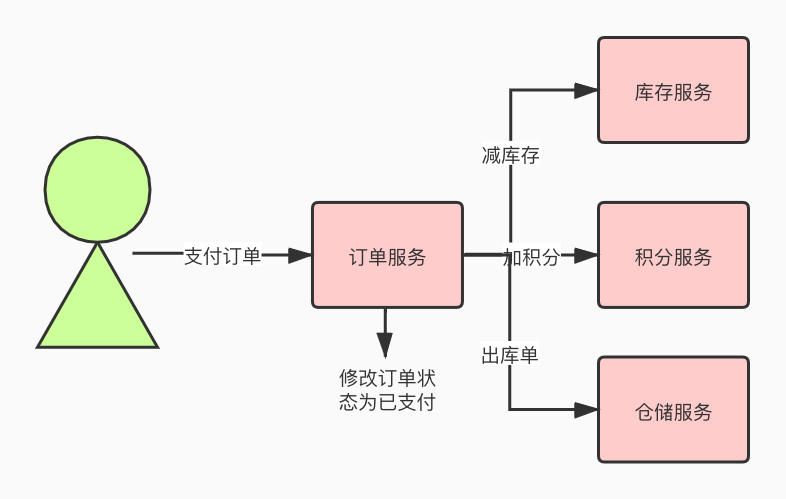 库存服务
减库存
支付订单
订单服务
加积分
积分服务
出库单
修改订单状
态为已支付
仓储服务